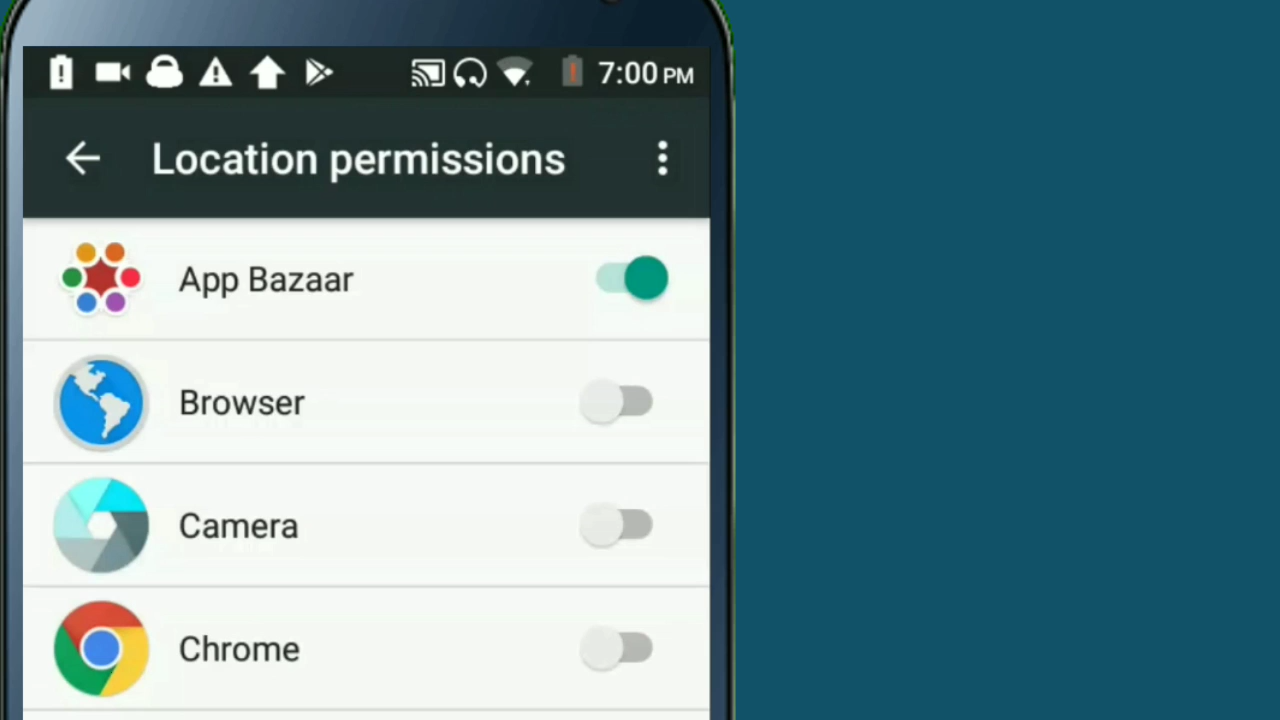 7:00 PM
Location permissions
App Bazaar
Browser
Camera
Chrome